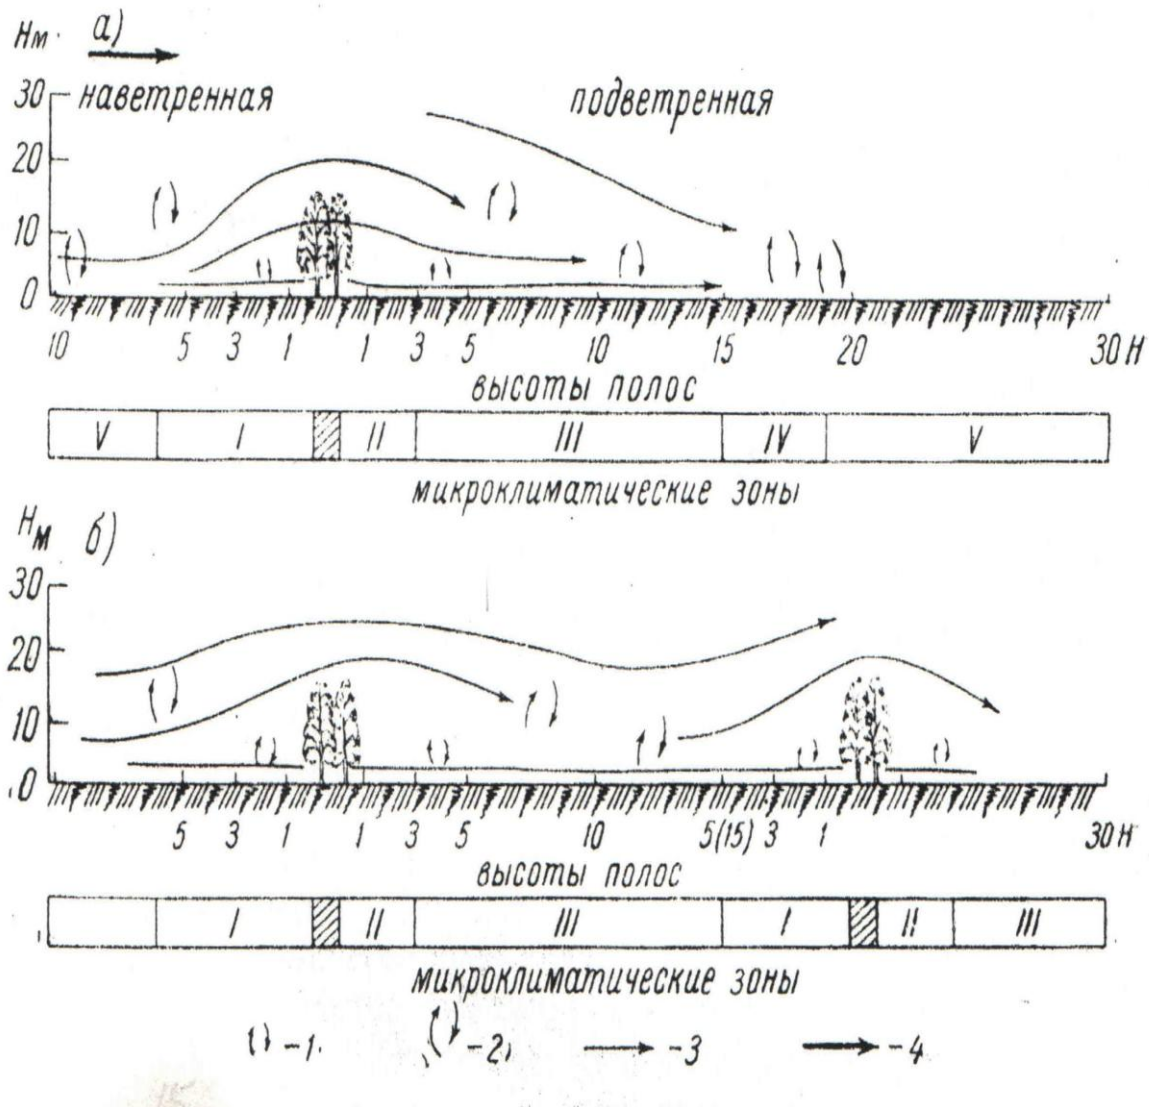 Нм а)
30 наветренная подветренная
20
10
0
10 5 3 1 1 3 5 10 15 20 30 Н
высоты полос
V I II III IV V
микроклиматические зоны
Нм б)
30
20
10
0
5 3 1 1 3 5 10 5(15) 3 1 30 Н
высоты полос
I II III I II III
микроклиматические зоны
-1. -2, -3 -4